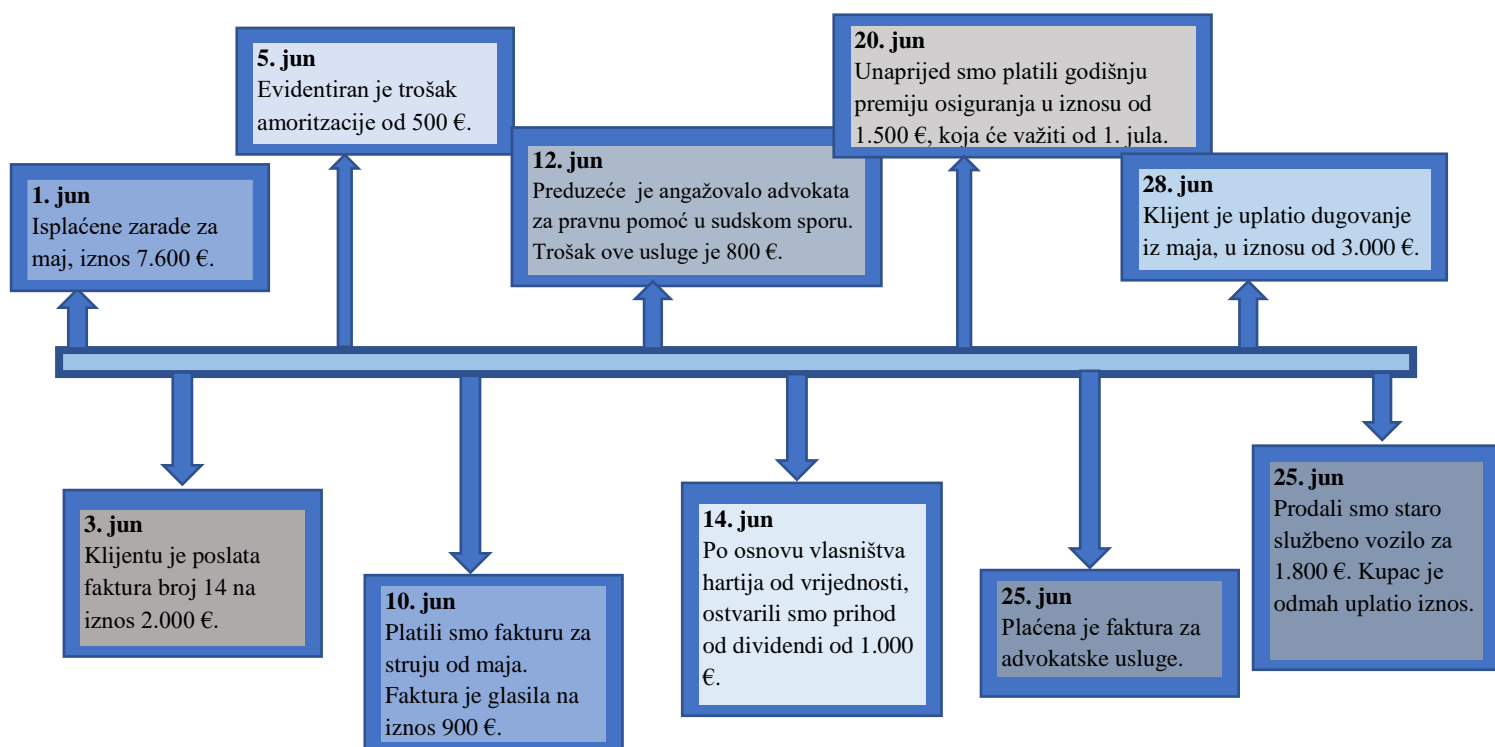 1. jun
Isplaćene zarade za
maj, iznos 7.600 €.
5. jun
Evidentiran je trošak
amoritzacije od 500 €.
12. jun
Preduzeće je angažovalo advokata
za pravnu pomoć u sudskom sporu.
Trošak ove usluge je 800 €.
20. jun
Unaprijed smo platili godišnju
premiju osiguranja u iznosu od
1.500 €, koja će važiti od 1. jula.
28. jun
Klijent je uplatio dugovanje
iz maja, u iznosu od 3.000 €.
3. jun
Klijentu je poslata
faktura broj 14 na
iznos 2.000 €.
10. jun
Platili smo fakturu za
struju od maja.
Faktura je glasila na
iznos 900 €.
14. jun
Po osnovu vlasništva
hartija od vrijednosti,
ostvarili smo prihod
od dividendi od 1.000
€.
25. jun
Plaćena je faktura za
advokatske usluge.
25. jun
Prodali smo staro
službeno vozilo za
1.800 €. Kupac je
odmah uplatio iznos.